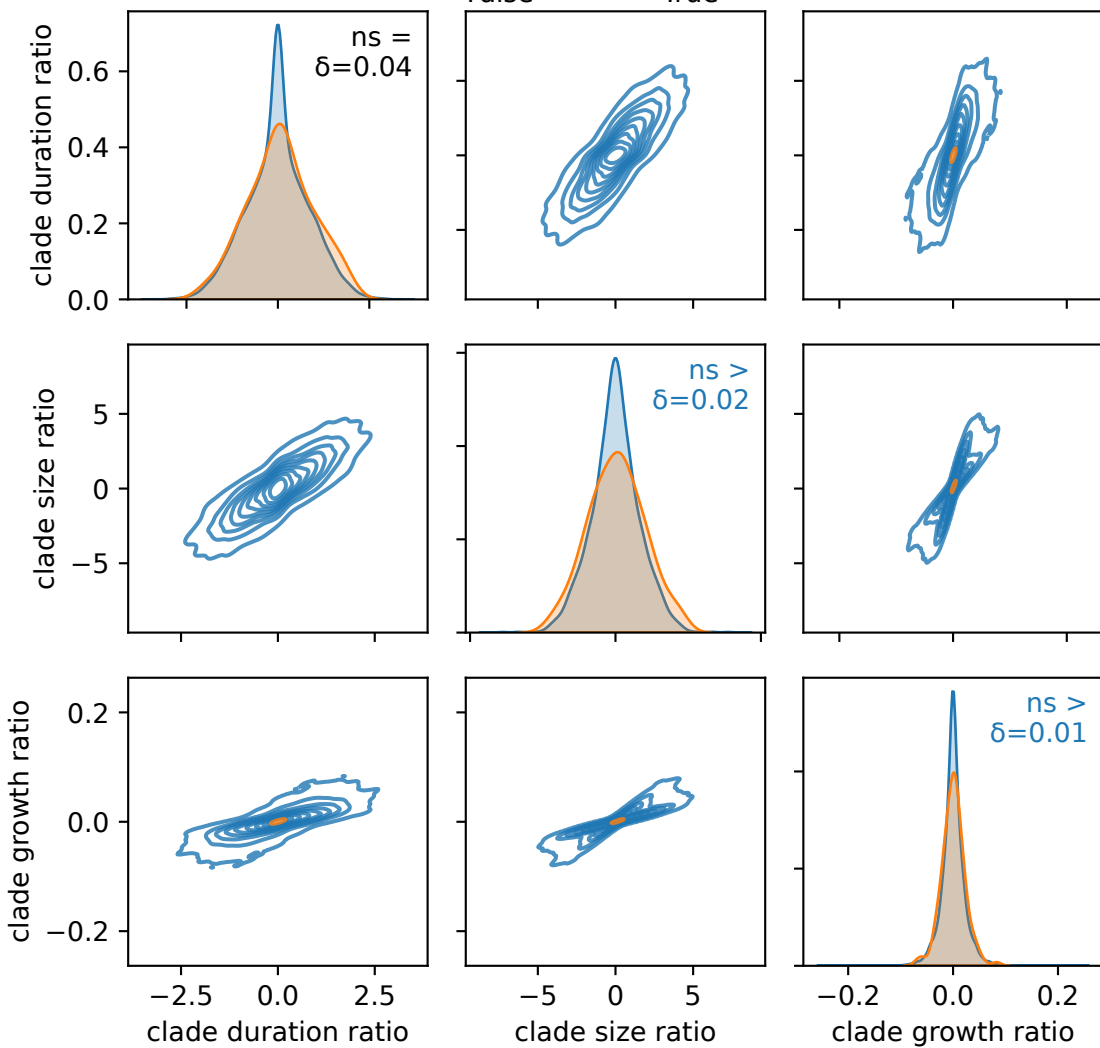 clade duration ratio
0.6
0.4
0.2
0.0
ns =
δ=0.04
clade size ratio
5
0
−5
ns >
δ=0.02
clade growth ratio
0.2
0.0
−0.2
ns >
δ=0.01
−2.5 0.0 2.5
−5 0 5
−0.2 0.0 0.2
clade duration ratio
clade size ratio
clade growth ratio